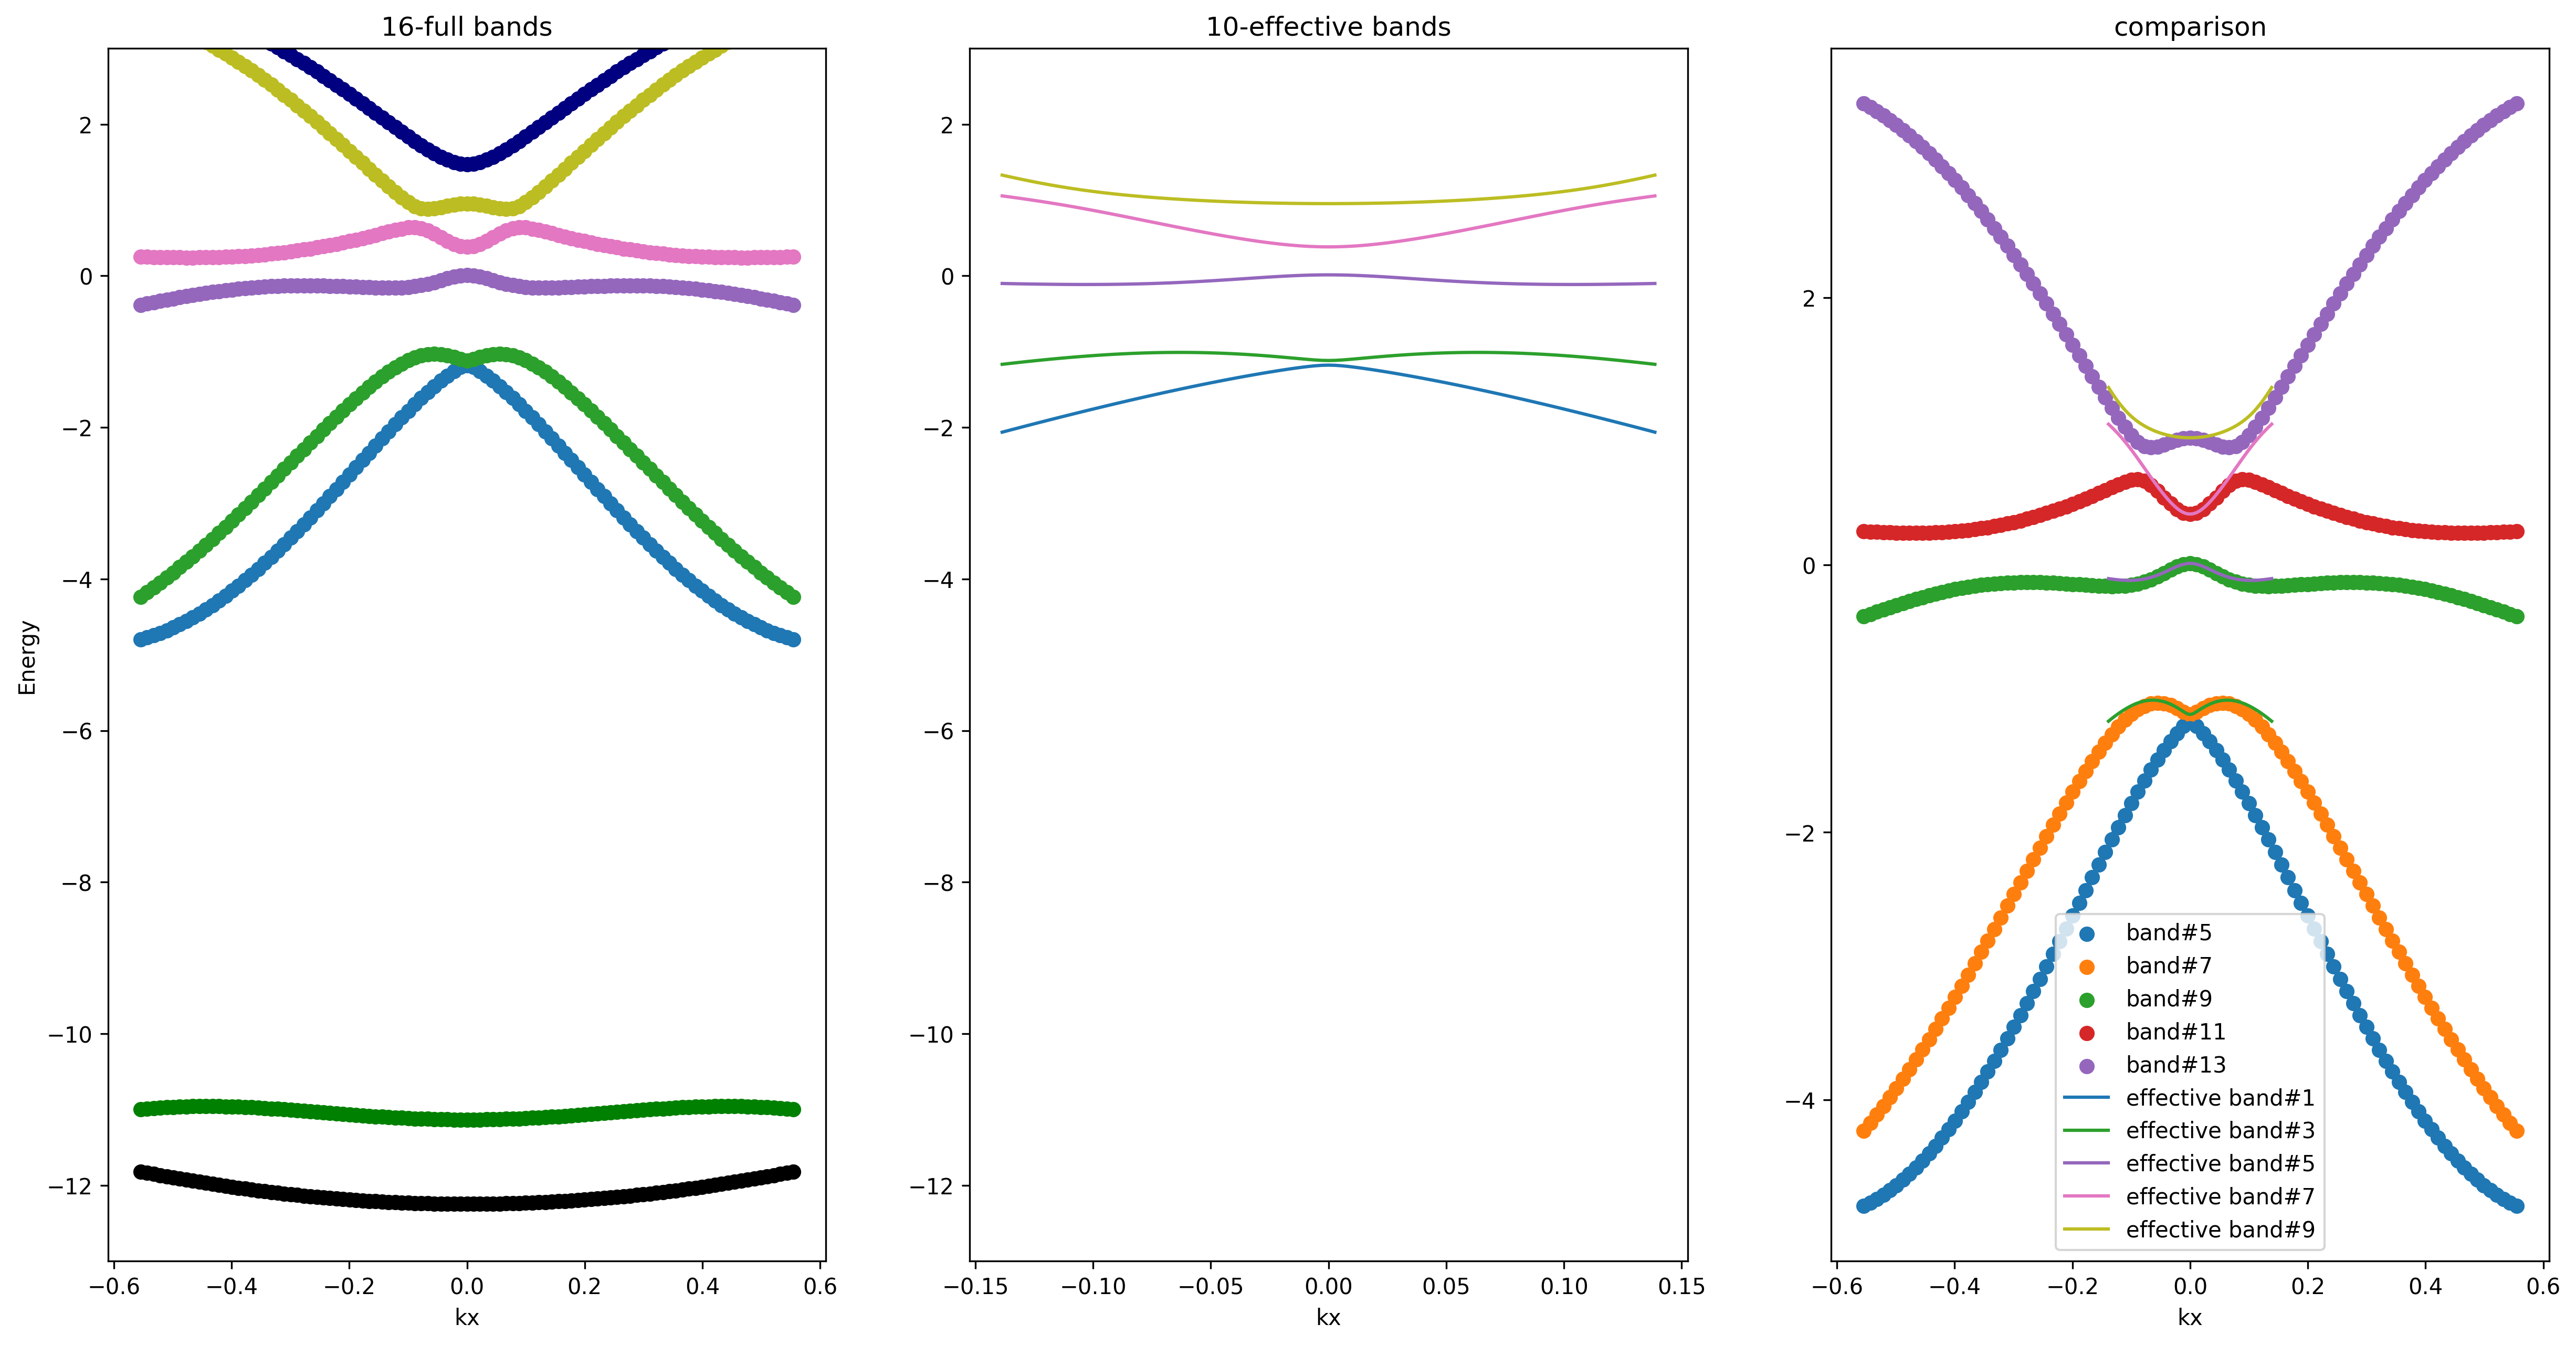 16-full bands
2
0
−2
−4
−6
−8
−10
−12
Energy
−0.6 −0.4 −0.2 0.0 0.2 0.4 0.6
kx
10-effective bands
2
0
−2
−4
−6
−8
−10
−12
−0.15 −0.10 −0.05 0.00 0.05 0.10 0.15
kx
comparison
2
0
−2
−4
band#5
band#7
band#9
band#11
band#13
effective band#1
effective band#3
effective band#5
effective band#7
effective band#9
−0.6 −0.4 −0.2 0.0 0.2 0.4 0.6
kx